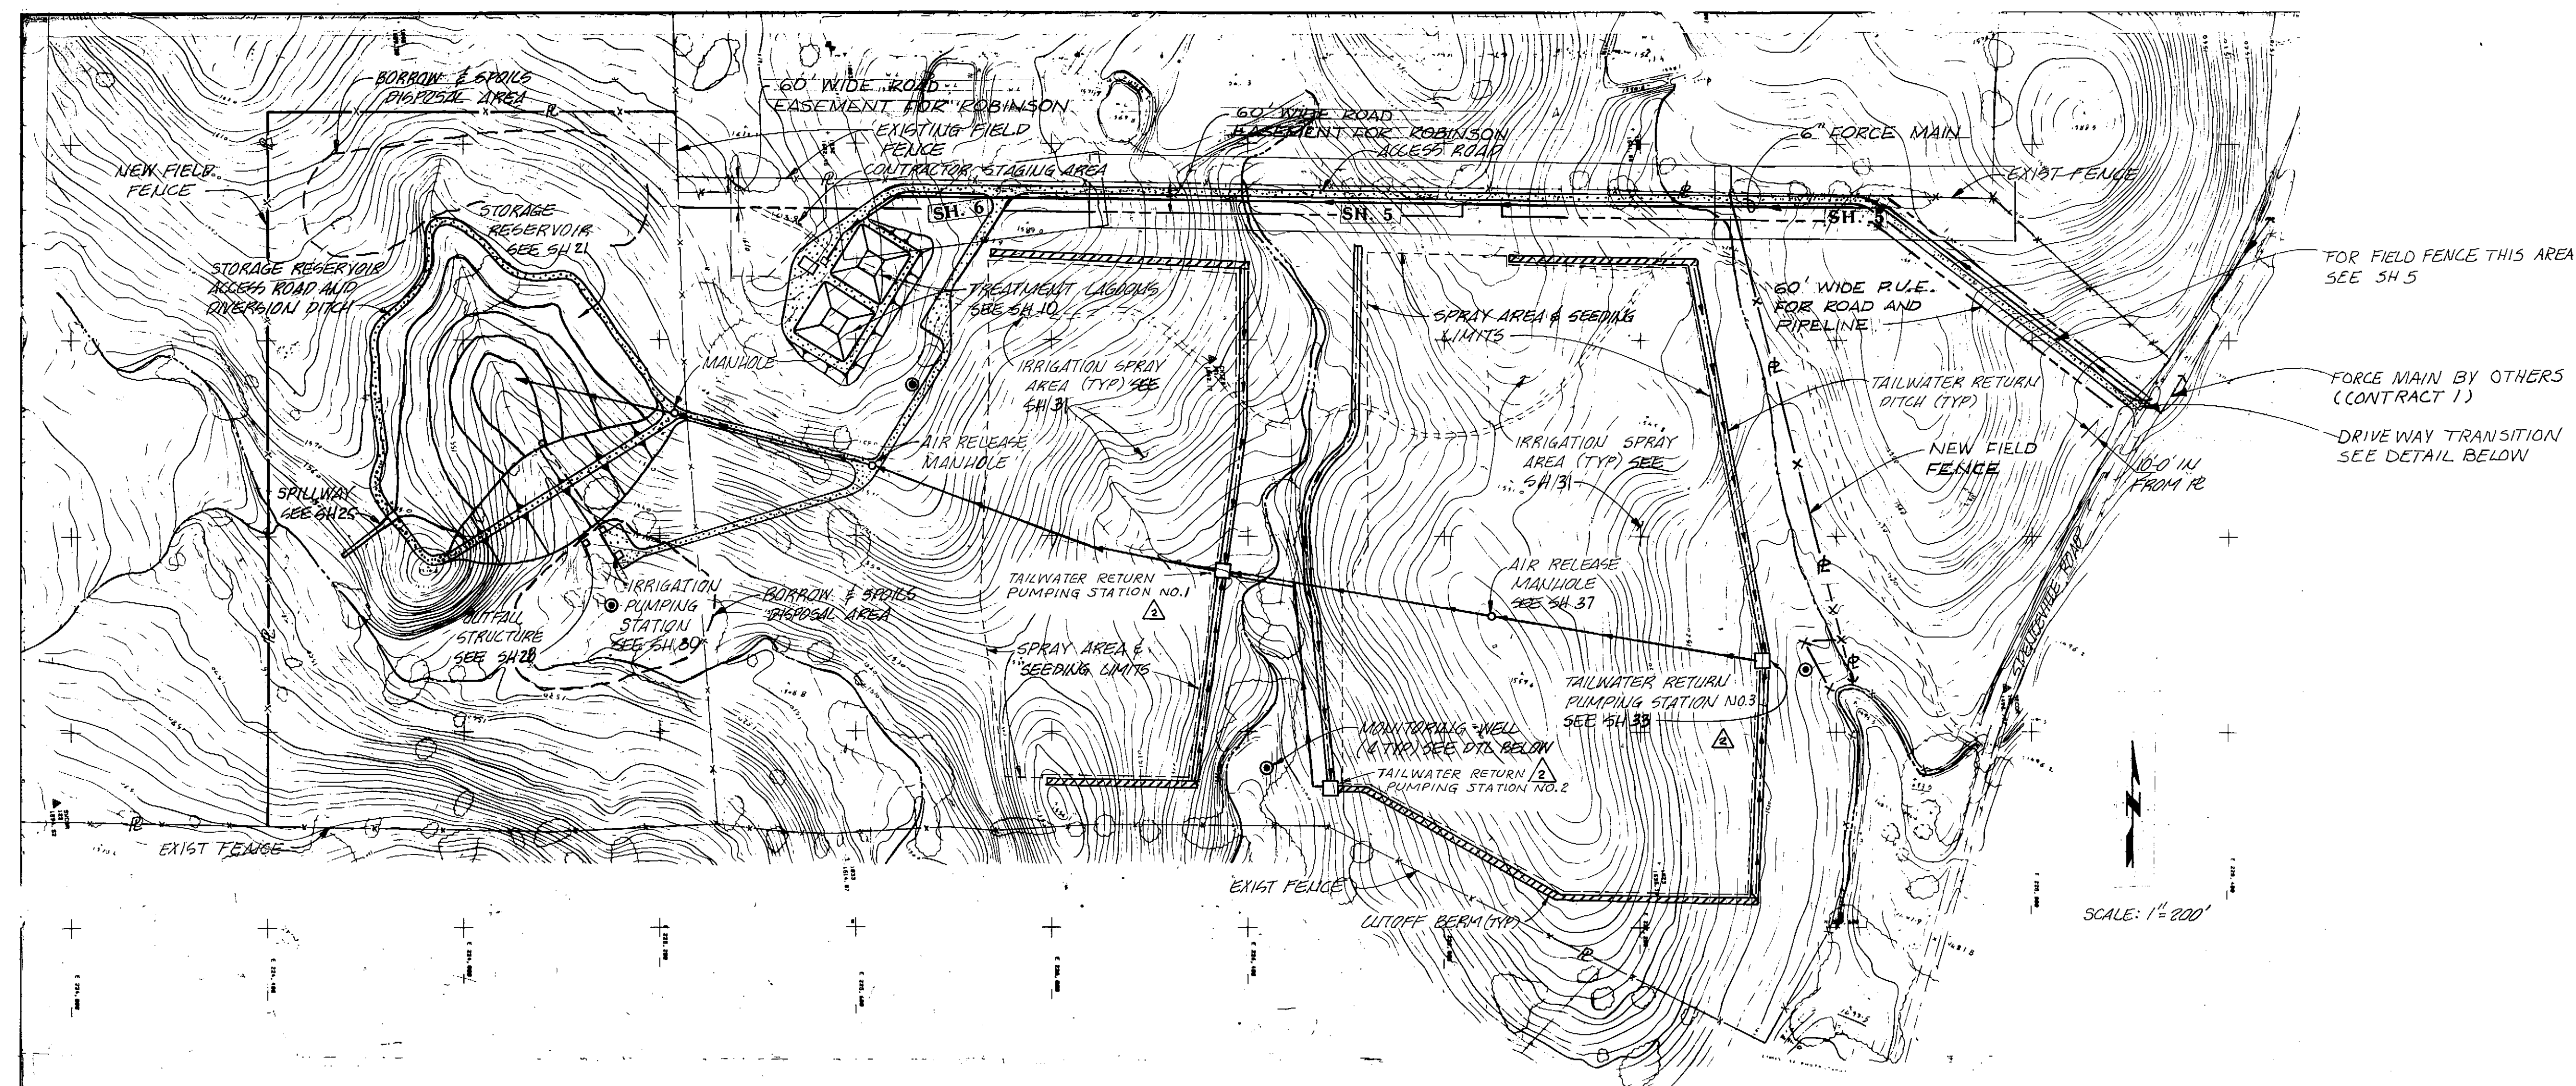 BORROW & SPOILS
DISPOSAL AREA
60' WIDE ROAD
EASEMENT FOR ROBINSON
EXISTING FIELD
FENCE
CONTRACTOR STAGING AREA
60' WIDE ROAD
EASEMENT FOR ROBINSON
ACCESS ROAD
6" FORCE MAIN
EXIST FENCE
NEW FIELD
FENCE
STORAGE
RESERVOIR
SEE SH 21
SH. 6
SH. 5
SH. 5
STORAGE RESERVOIR
ACCESS ROAD AND
DIVERSION DITCH
TREATMENT LAGOONS
SEE SH 10
SPRAY AREA & SEEDING
LIMITS
60' WIDE P.U.E.
FOR ROAD AND
PIPELINE
FOR FIELD FENCE THIS AREA
SEE SH 5
MANHOLE
IRRIGATION SPRAY
AREA (TYP) SEE
SH 31
TAILWATER RETURN
DITCH (TYP)
FORCE MAIN BY OTHERS
(CONTRACT 1)
AIR RELEASE
MANHOLE
IRRIGATION SPRAY
AREA (TYP) SEE
SH 31
NEW FIELD
FENCE
DRIVEWAY TRANSITION
SEE DETAIL BELOW
10'-0" IN
FROM PL
SPILLWAY
SEE SH 25
TAILWATER RETURN
PUMPING STATION NO.1
2
AIR RELEASE
MANHOLE
SEE SH 37
SPENCEVILLE ROAD
IRRIGATION
PUMPING
STATION
SEE SH 30
BORROW & SPOILS
DISPOSAL AREA
OUTFALL
STRUCTURE
SEE SH 28
SPRAY AREA &
SEEDING LIMITS
TAILWATER RETURN
PUMPING STATION NO.3
SEE SH 33
2
MONITORING WELL
(4 TYP) SEE DTL BELOW
TAILWATER RETURN 2
PUMPING STATION NO.2
EXIST FENCE
EXIST FENCE
CUTOFF BERM (TYP)
N
SCALE: 1"=200'